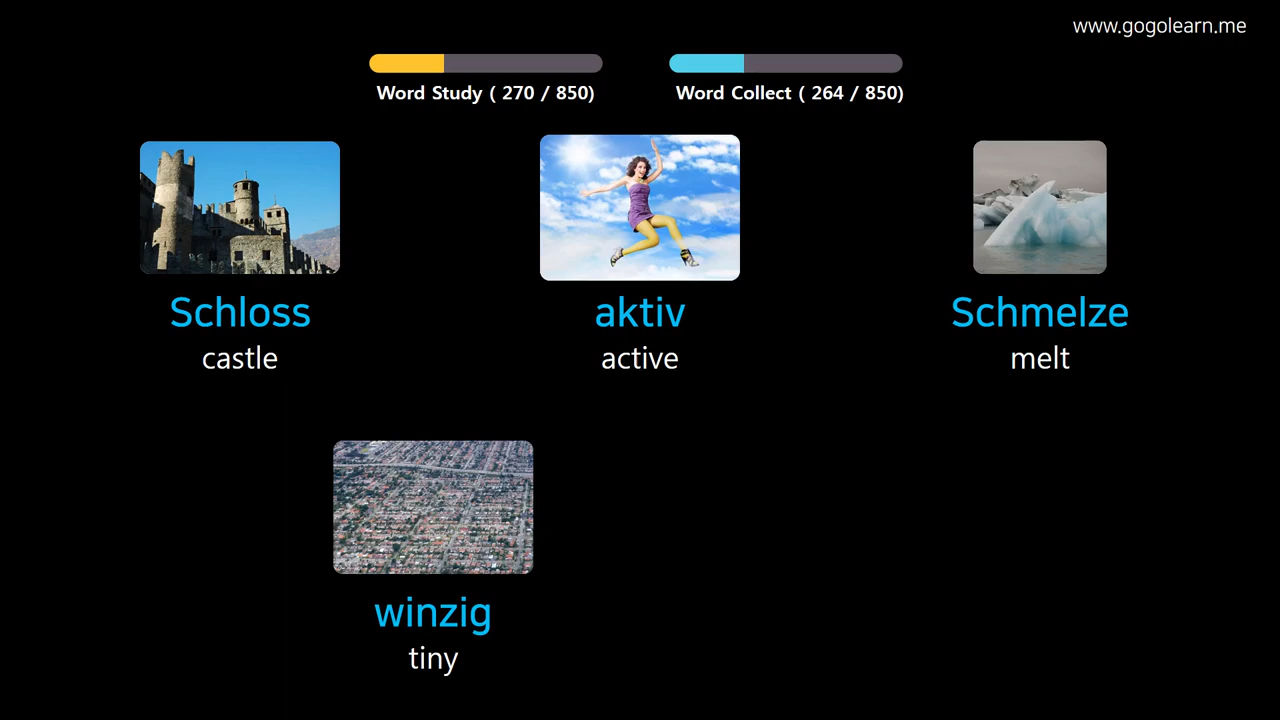 www.gogolearn.me
Word Study ( 270 / 850)
Word Collect ( 264 / 850)
Schloss
castle
aktiv
active
Schmelze
melt
winzig
tiny